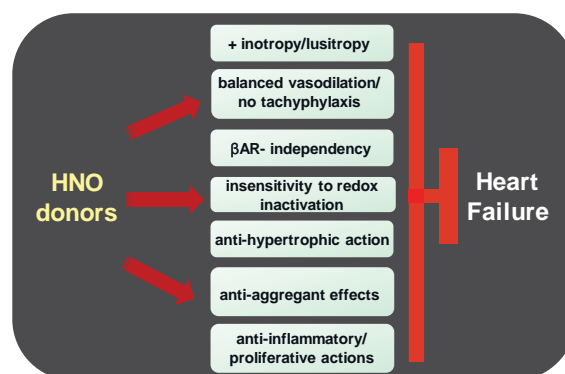 + inotropy/lusitropy
balanced vasodilation/
no tachyphylaxis
βAR- independency
HNO
donors
insensitivity to redox
inactivation
Heart
Failure
anti-hypertrophic action
anti-aggregant effects
anti-inflammatory/
proliferative actions